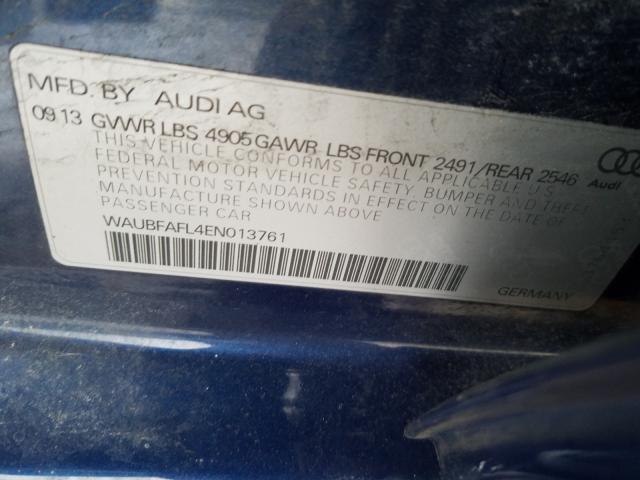 MFD. BY AUDI AG
09 13 GVWR LBS 4905 GAWR LBS FRONT 2491/REAR 2546
THIS VEHICLE CONFORMS TO ALL APPLICABLE U.S.
FEDERAL MOTOR VEHICLE SAFETY, BUMPER AND THEFT
PREVENTION STANDARDS IN EFFECT ON THE DATE OF
MANUFACTURE SHOWN ABOVE
PASSENGER CAR
Audi
WAUBFAFL4EN013761
GERMANY